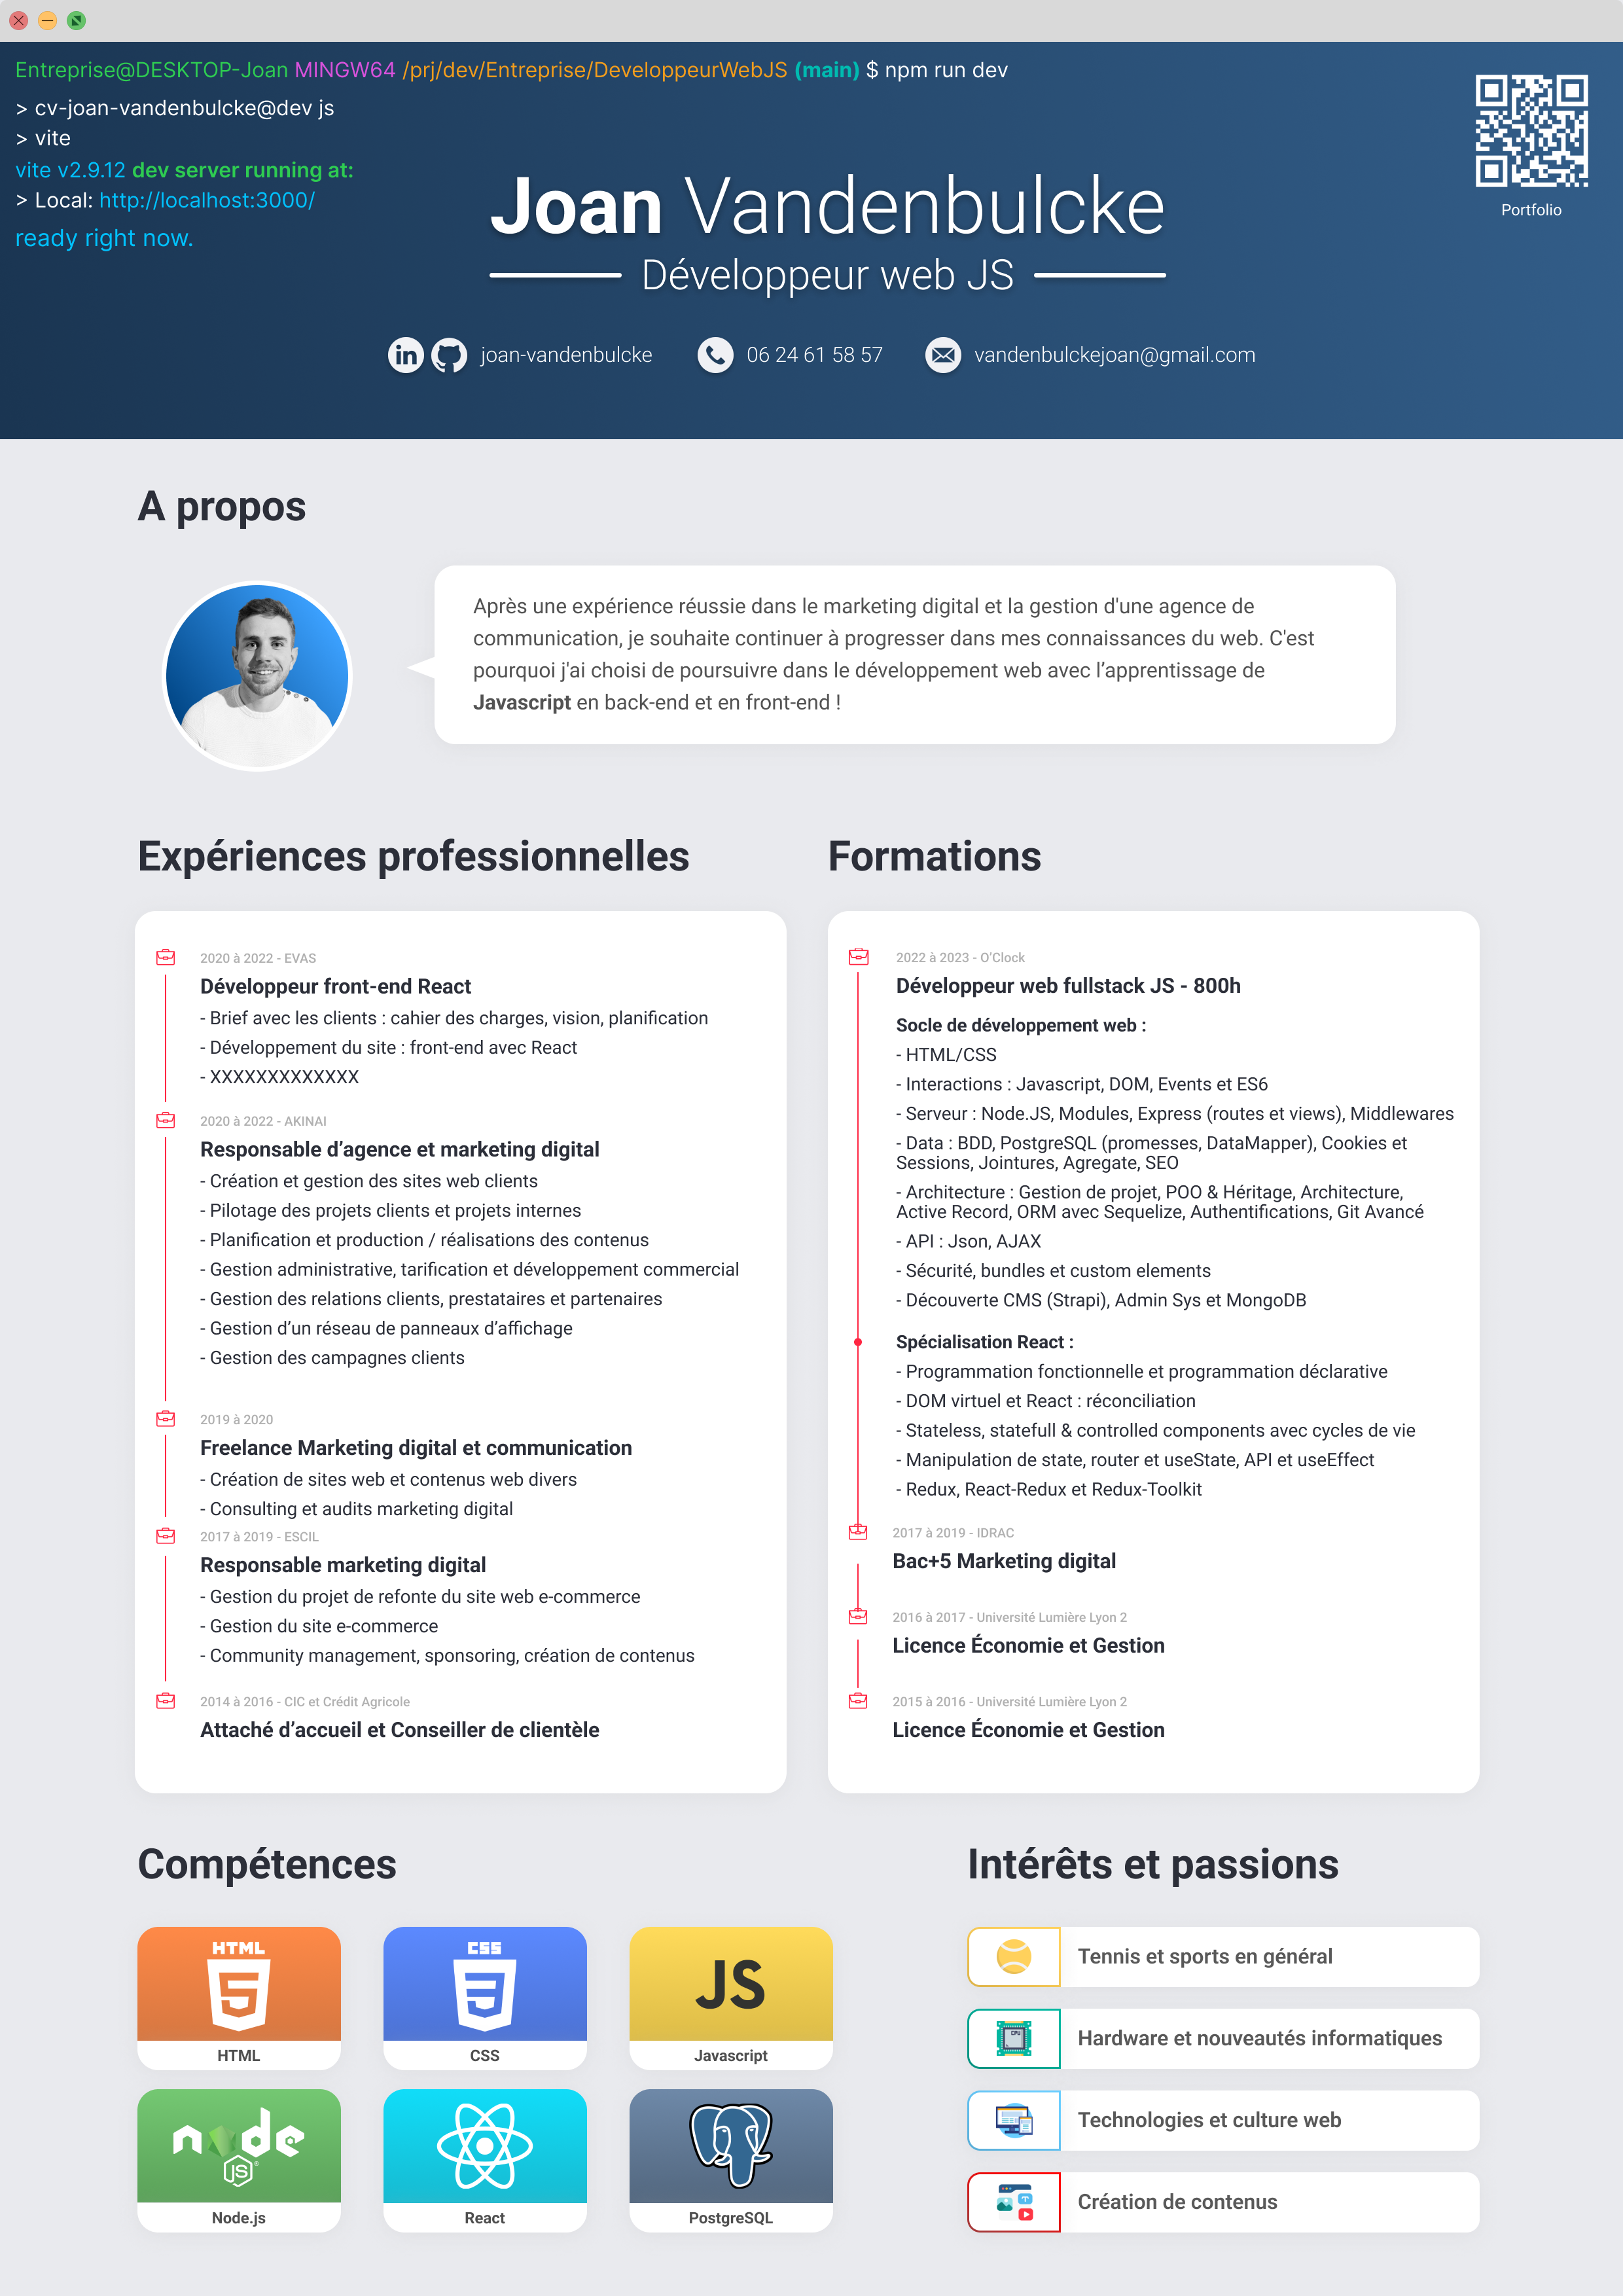 Entreprise@DESKTOP-Joan MINGW64 /prj/dev/Entreprise/DeveloppeurWebJS (main) $ npm run dev
> cv-joan-vandenbulcke@dev js
> vite
vite v2.9.12 dev server running at:
> Local: http://localhost:3000/
ready right now.
Portfolio
Joan Vandenbulcke
Développeur web JS
in joan-vandenbulcke
06 24 61 58 57
vandenbulckejoan@gmail.com
A propos
Après une expérience réussie dans le marketing digital et la gestion d'une agence de
communication, je souhaite continuer à progresser dans mes connaissances du web. C'est
pourquoi j'ai choisi de poursuivre dans le développement web avec l’apprentissage de
Javascript en back-end et en front-end !
Expériences professionnelles
2020 à 2022 - EVAS
Développeur front-end React
- Brief avec les clients : cahier des charges, vision, planification
- Développement du site : front-end avec React
- XXXXXXXXXXXXX
2020 à 2022 - AKINAI
Responsable d’agence et marketing digital
- Création et gestion des sites web clients
- Pilotage des projets clients et projets internes
- Planification et production / réalisations des contenus
- Gestion administrative, tarification et développement commercial
- Gestion des relations clients, prestataires et partenaires
- Gestion d’un réseau de panneaux d’affichage
- Gestion des campagnes clients
2019 à 2020
Freelance Marketing digital et communication
- Création de sites web et contenus web divers
- Consulting et audits marketing digital
2017 à 2019 - ESCIL
Responsable marketing digital
- Gestion du projet de refonte du site web e-commerce
- Gestion du site e-commerce
- Community management, sponsoring, création de contenus
2014 à 2016 - CIC et Crédit Agricole
Attaché d’accueil et Conseiller de clientèle
Formations
2022 à 2023 - O’Clock
Développeur web fullstack JS - 800h
Socle de développement web :
- HTML/CSS
- Interactions : Javascript, DOM, Events et ES6
- Serveur : Node.JS, Modules, Express (routes et views), Middlewares
- Data : BDD, PostgreSQL (promesses, DataMapper), Cookies et
Sessions, Jointures, Agregate, SEO
- Architecture : Gestion de projet, POO & Héritage, Architecture,
Active Record, ORM avec Sequelize, Authentifications, Git Avancé
- API : Json, AJAX
- Sécurité, bundles et custom elements
- Découverte CMS (Strapi), Admin Sys et MongoDB
Spécialisation React :
- Programmation fonctionnelle et programmation déclarative
- DOM virtuel et React : réconciliation
- Stateless, statefull & controlled components avec cycles de vie
- Manipulation de state, router et useState, API et useEffect
- Redux, React-Redux et Redux-Toolkit
2017 à 2019 - IDRAC
Bac+5 Marketing digital
2016 à 2017 - Université Lumière Lyon 2
Licence Économie et Gestion
2015 à 2016 - Université Lumière Lyon 2
Licence Économie et Gestion
Compétences
HTML
HTML
CSS
CSS
JS
Javascript
node
JS
Node.js
React
PostgreSQL
Intérêts et passions
Tennis et sports en général
CPU
Hardware et nouveautés informatiques
Technologies et culture web
Création de contenus